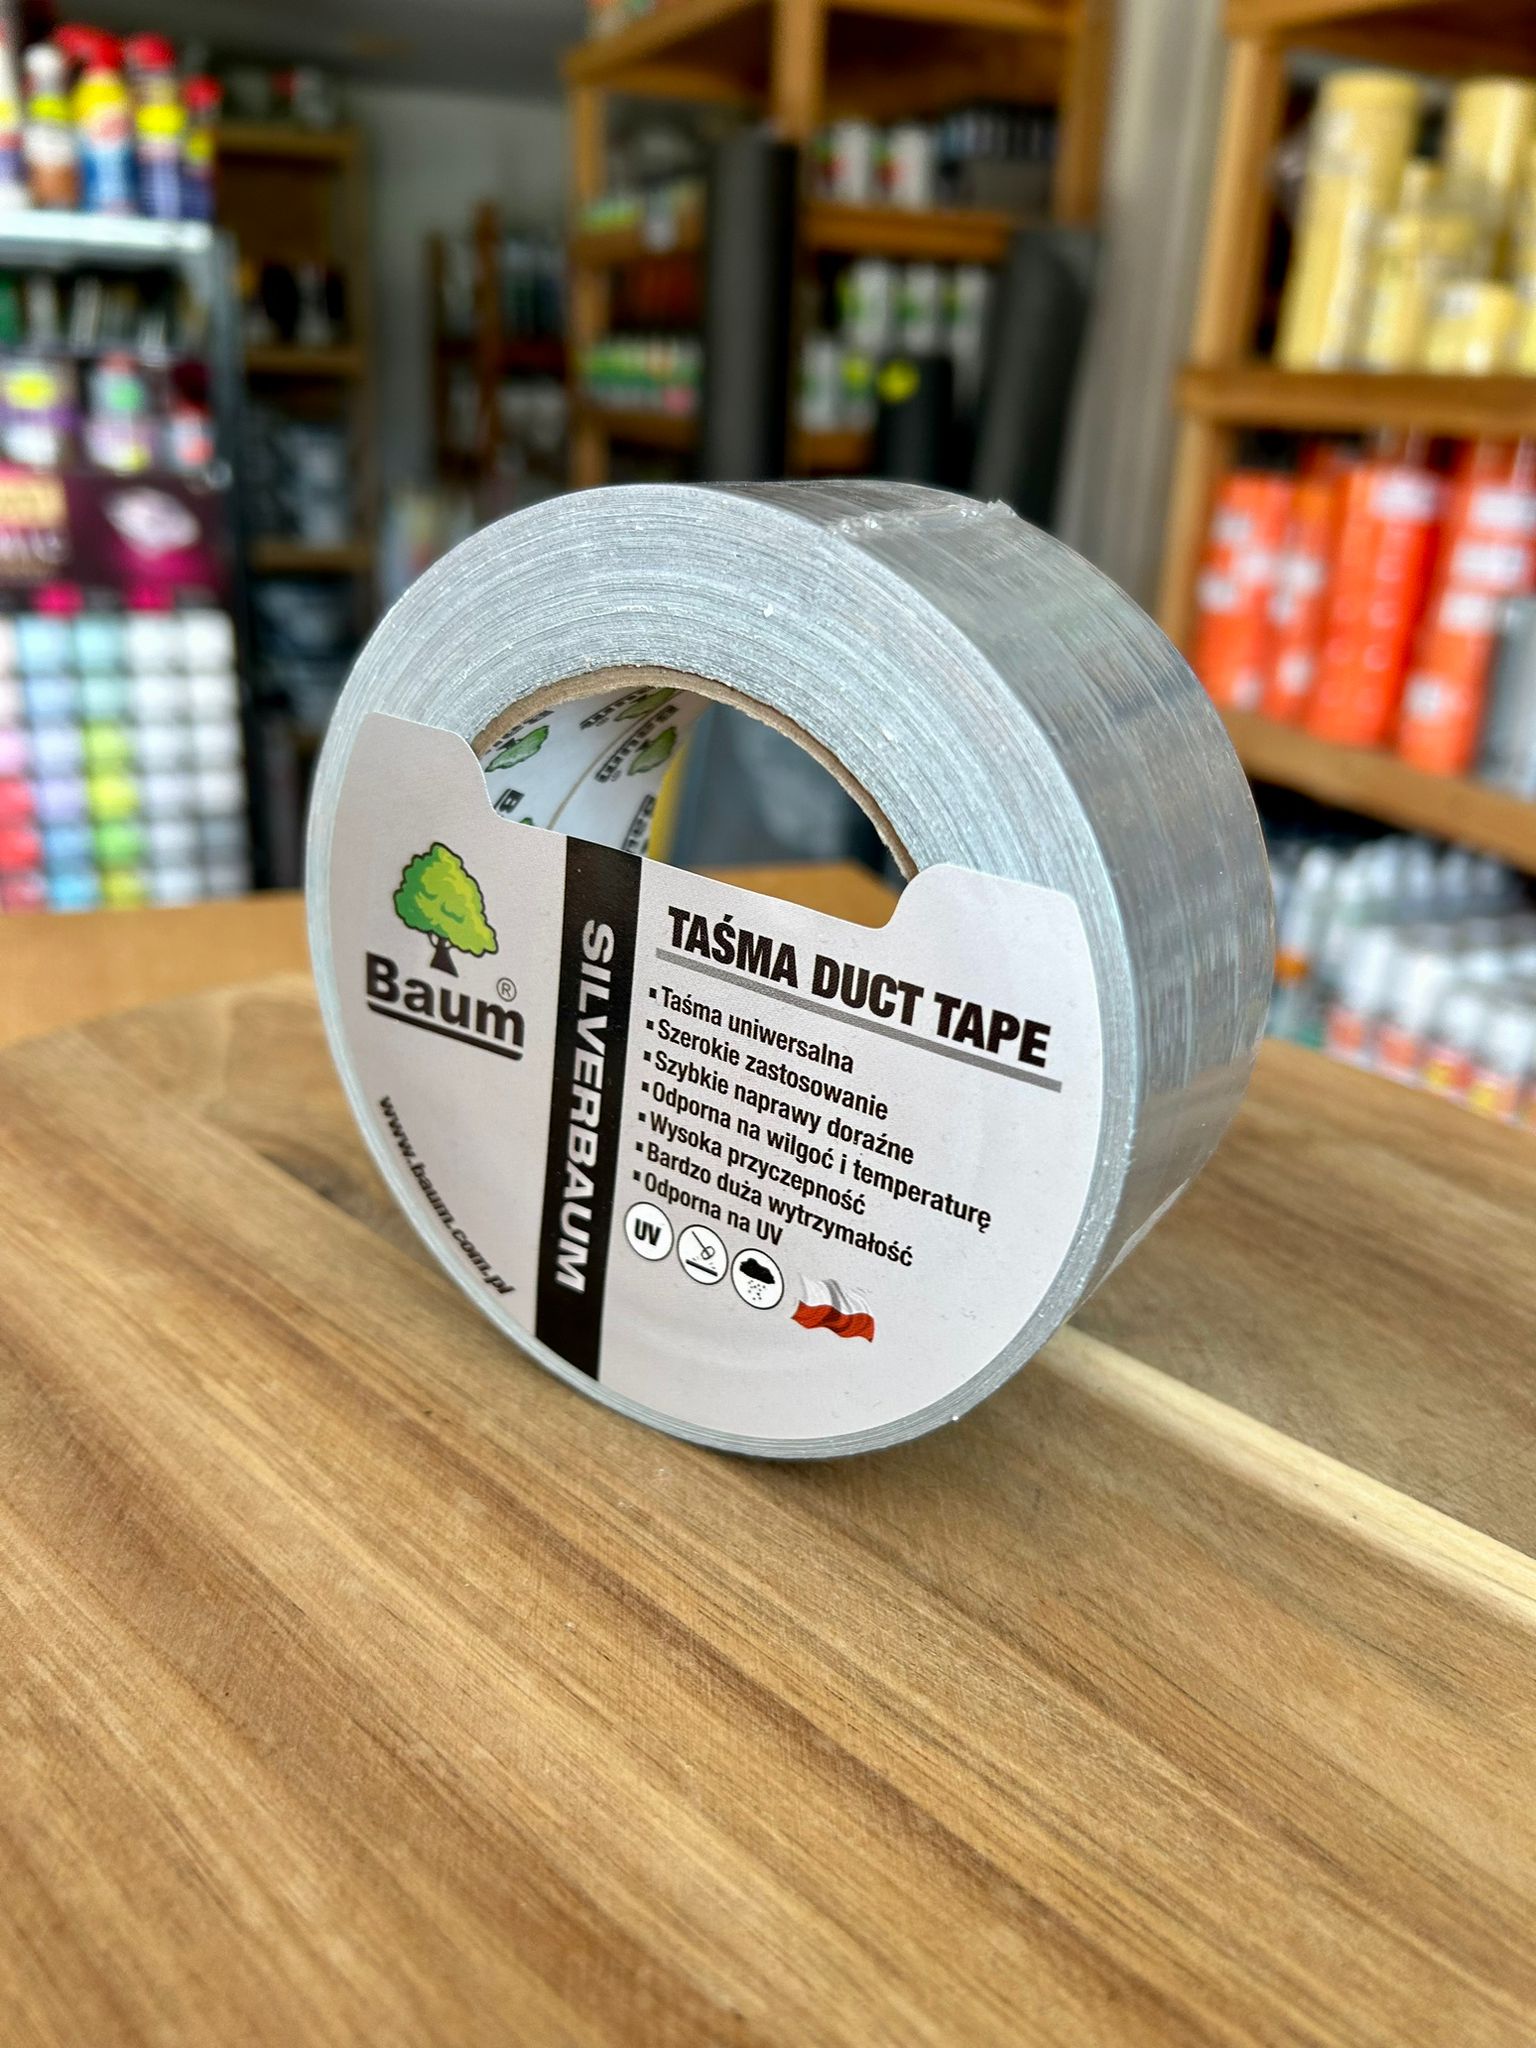 Baum®
www.baum.com.pl
SILVERBAUM
TAŚMA DUCT TAPE
▪ Taśma uniwersalna
▪ Szerokie zastosowanie
▪ Szybkie naprawy doraźne
▪ Odporna na wilgoć i temperaturę
▪ Wysoka przyczepność
▪ Bardzo duża wytrzymałość
▪ Odporna na UV
UV
Baum